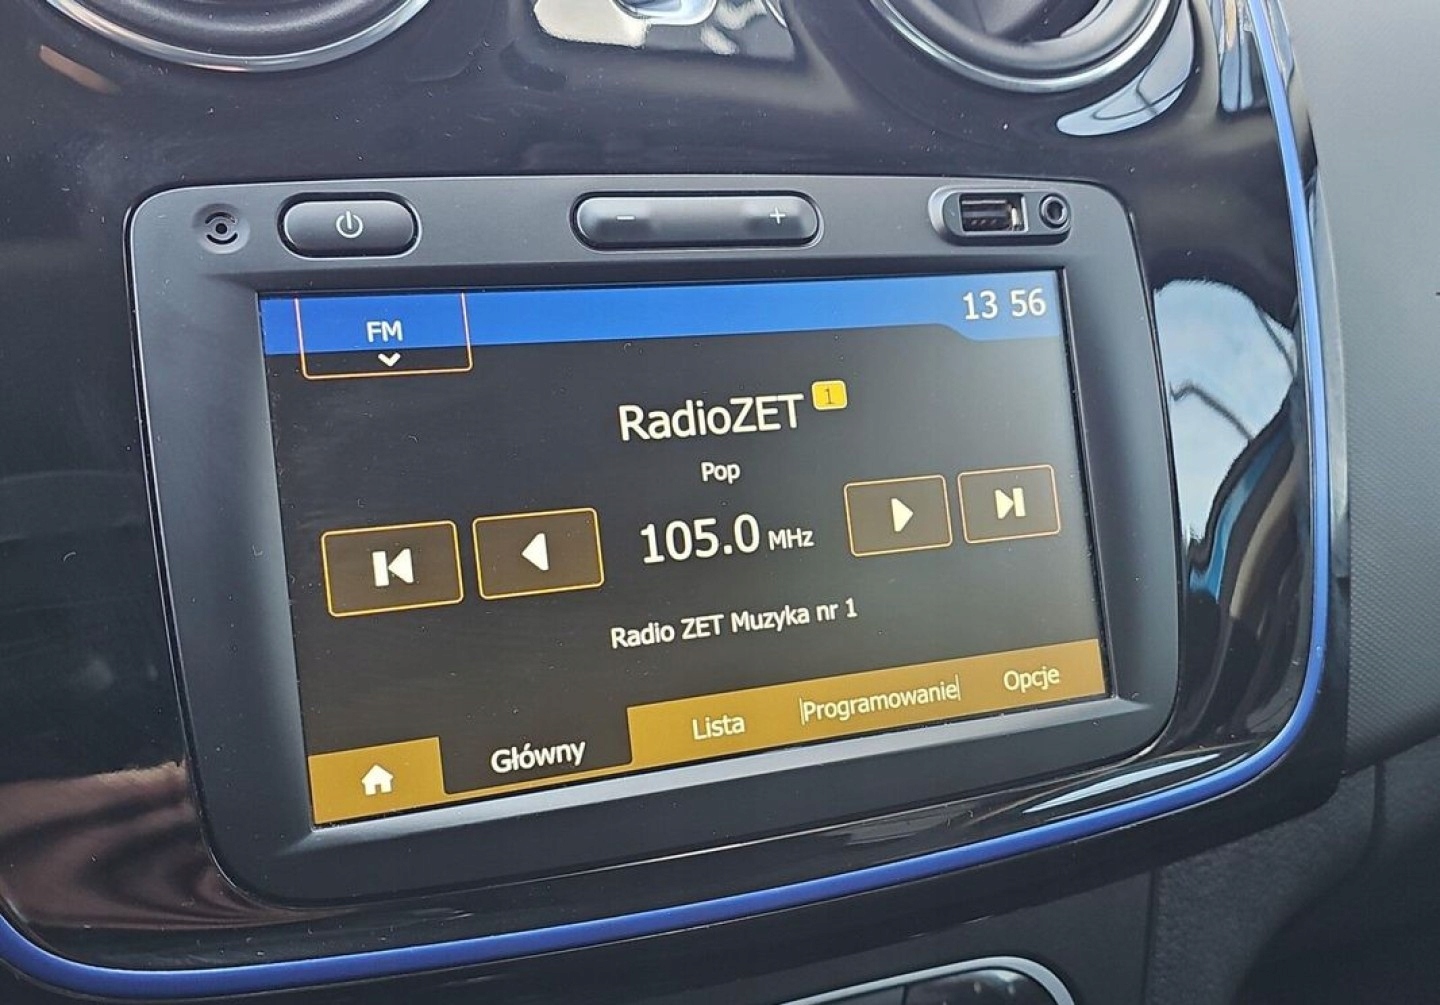 FM
13 56
RadioZET 1
Pop
105.0 MHz
Radio ZET Muzyka nr 1
Główny
Lista
Programowanie
Opcje